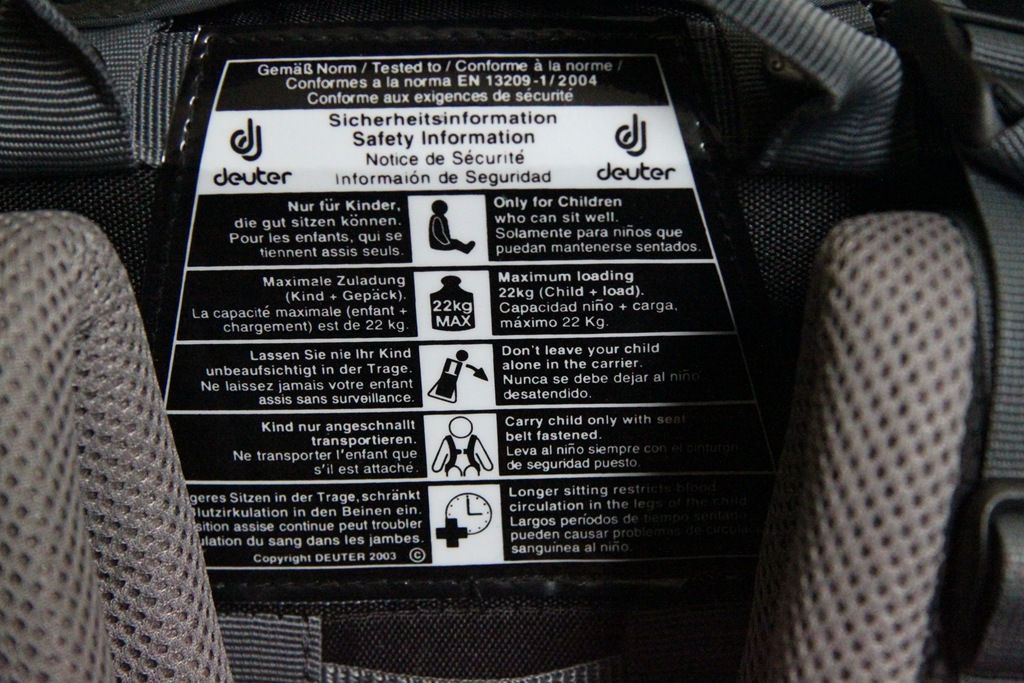 Gemäß Norm / Tested to / Conforme à la norme /
Conformes a la norma EN 13209-1/2004
Conforme aux exigences de sécurité
Sicherheitsinformation
Safety Information
Notice de Sécurité
Informaión de Seguridad
deuter
deuter
Nur für Kinder,
die gut sitzen können.
Pour les enfants, qui se
tiennent assis seuls.
Only for Children
who can sit well.
Solamente para niños que
puedan mantenerse sentados.
Maximale Zuladung
(Kind + Gepäck).
La capacité maximale (enfant +
chargement) est de 22 kg.
22kg
MAX
Maximum loading
22kg (Child + load).
Capacidad niño + carga,
máximo 22 Kg.
Lassen Sie nie Ihr Kind
unbeaufsichtigt in der Trage.
Ne laissez jamais votre enfant
assis sans surveillance.
Don't leave your child
alone in the carrier.
Nunca se debe dejar al niño
desatendido.
Kind nur angeschnallt
transportieren.
Ne transporter l'enfant que
s'il est attaché.
Carry child only with seat
belt fastened.
Leva al niño siempre con el cinturon
de seguridad puesto.
geres Sitzen in der Trage, schränkt
lutzirkulation in den Beinen ein.
sition assise continue peut troubler
ulation du sang dans les jambes.
Copyright DEUTER 2003 ©
Longer sitting restricts blood
circulation in the legs of the child
Largos períodos de tiempo sentado
pueden causar problemas de
sanguínea al niño.